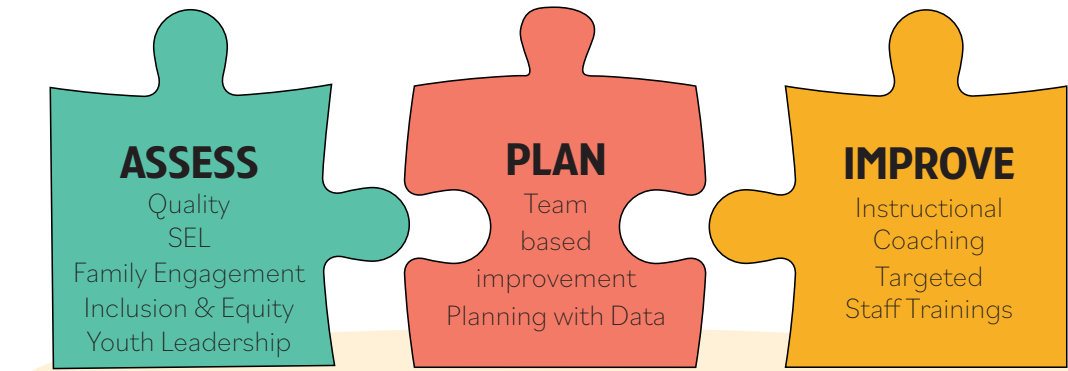 ASSESS
Quality
SEL
Family Engagement
Inclusion & Equity
Youth Leadership
PLAN
Team
based
improvement
Planning with Data
IMPROVE
Instructional
Coaching
Targeted
Staff Trainings